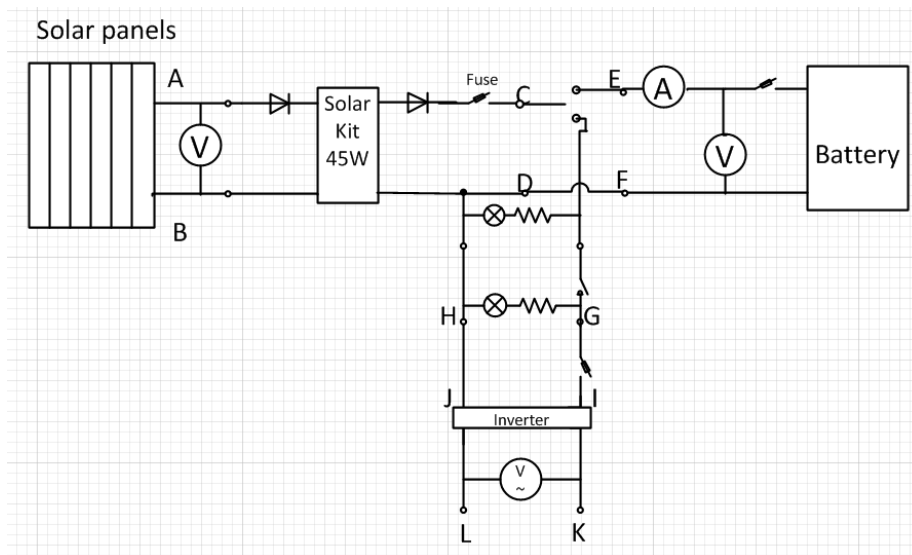 Solar panels
A
Fuse
C
E
A
Solar
Kit
45W
V
V
Battery
D
F
B
H
G
J
I
Inverter
V
~
L
K